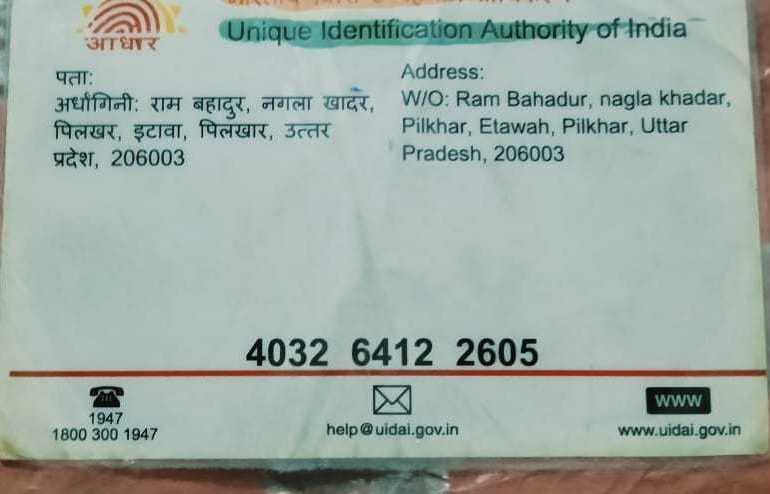 आधार
Unique Identification Authority of India
पता:
अर्धांगिनी: राम बहादुर, नगला खादर,
पिलखर, इटावा, पिलखार, उत्तर
प्रदेश, 206003
Address:
W/O: Ram Bahadur, nagla khadar,
Pilkhar, Etawah, Pilkhar, Uttar
Pradesh, 206003
4032 6412 2605
1947
1800 300 1947
help@uidai.gov.in
WWW
www.uidai.gov.in